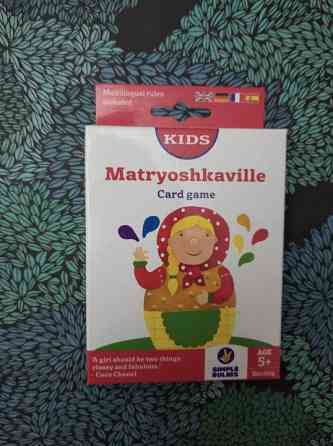 Multilingual rules
included
KIDS
Matryoshkaville
Card game
"A girl should be two things
classy and fabulous."
- Coco Chanel
SIMPLE
RULES
AGE
5+